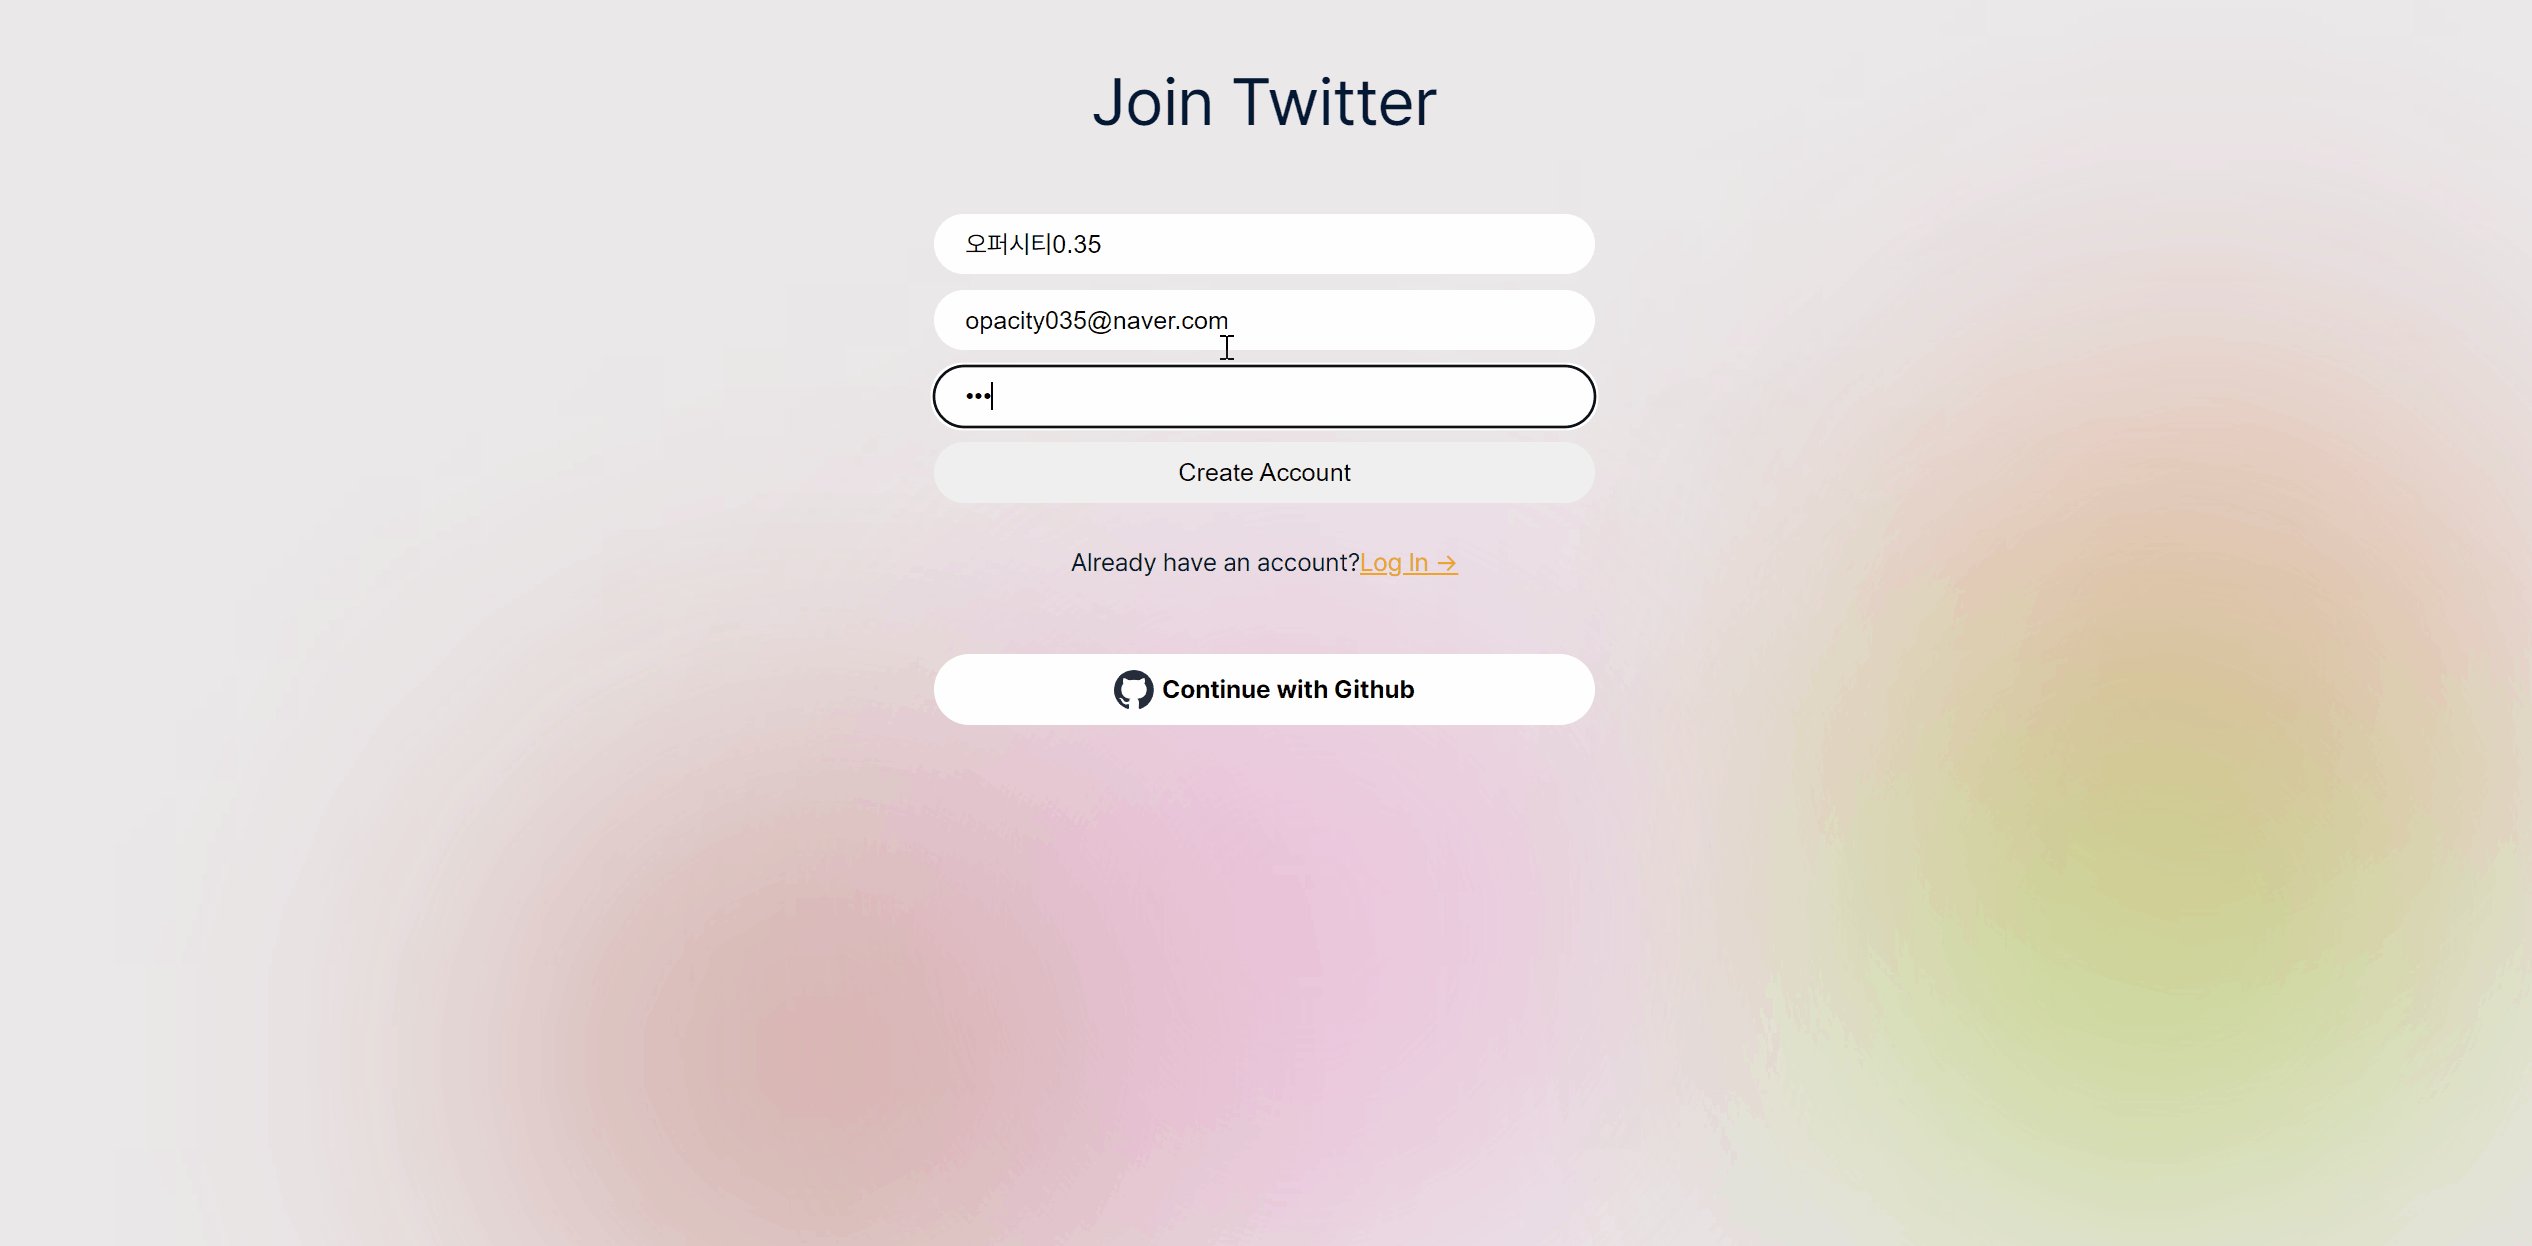 Join Twitter
오퍼시티0.35
opacity035@naver.com
•••
Create Account
Already have an account?Log In →
Continue with Github